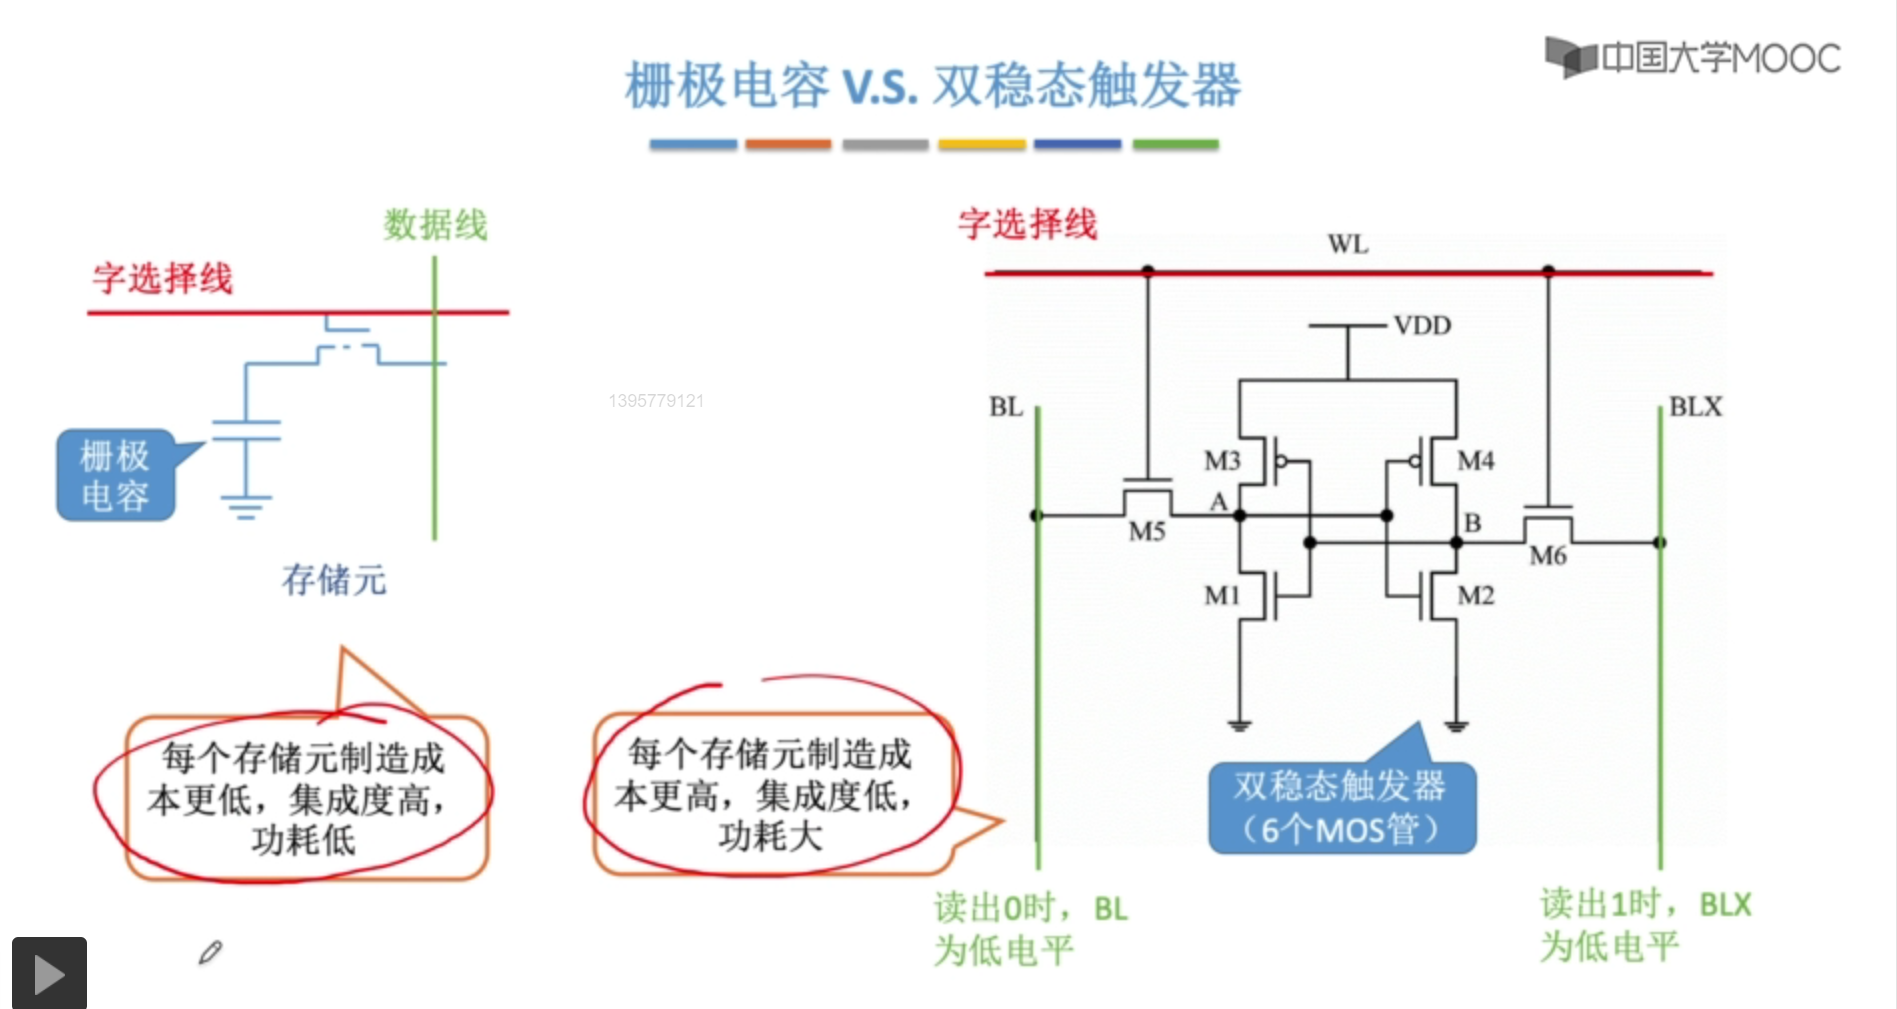 中国大学MOOC
栅极电容 V.S. 双稳态触发器
数据线
字选择线
栅极
电容
存储元
每个存储元制造成
本更低，集成度高，
功耗低
1395779121
每个存储元制造成
本更高，集成度低，
功耗大
字选择线
WL
VDD
BL
BLX
M3
M4
A
B
M5
M6
M1
M2
双稳态触发器
（6个MOS管）
读出0时，BL
为低电平
读出1时，BLX
为低电平